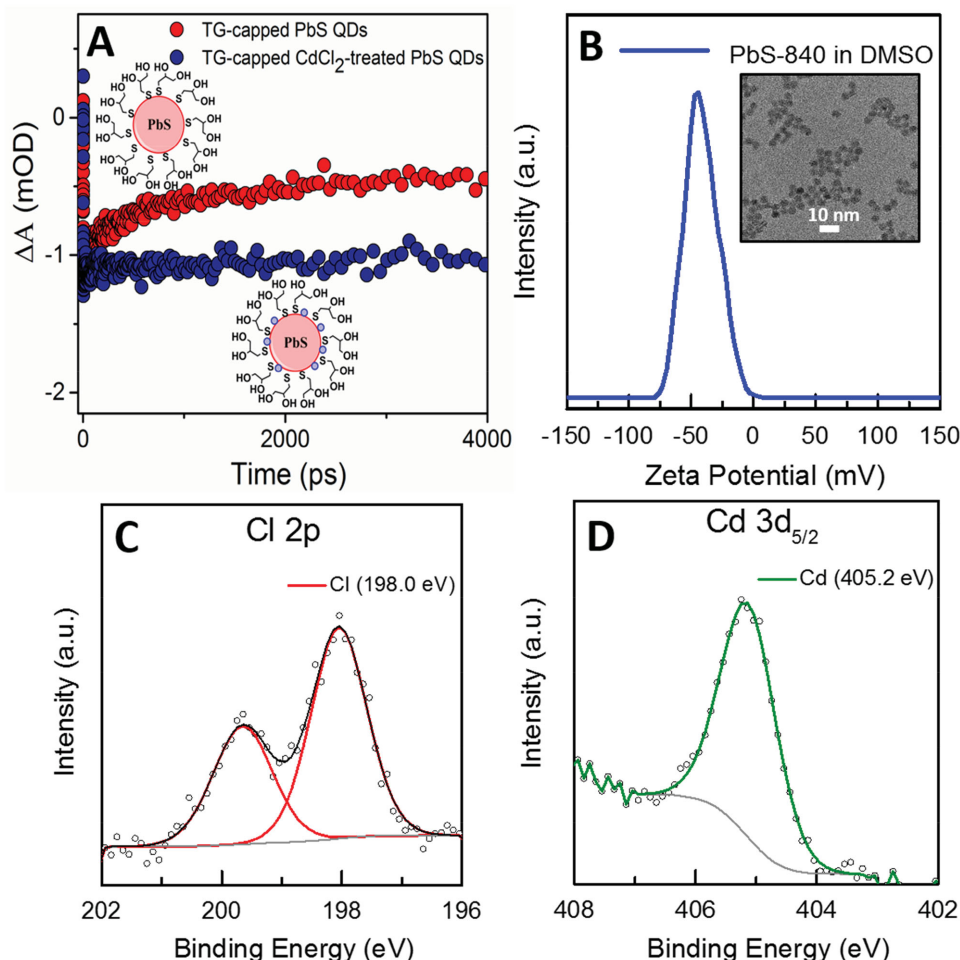 A
TG-capped PbS QDs
TG-capped CdCl₂-treated PbS QDs
PbS
PbS
HO
OH
S
0
-1
-2
ΔA (mOD)
0 2000 4000
Time (ps)
B
PbS-840 in DMSO
10 nm
Intensity (a.u.)
-150 -100 -50 0 50 100 150
Zeta Potential (mV)
C
Cl 2p
Cl (198.0 eV)
Intensity (a.u.)
202 200 198 196
Binding Energy (eV)
D
Cd 3d₅/₂
Cd (405.2 eV)
Intensity (a.u.)
408 406 404 402
Binding Energy (eV)